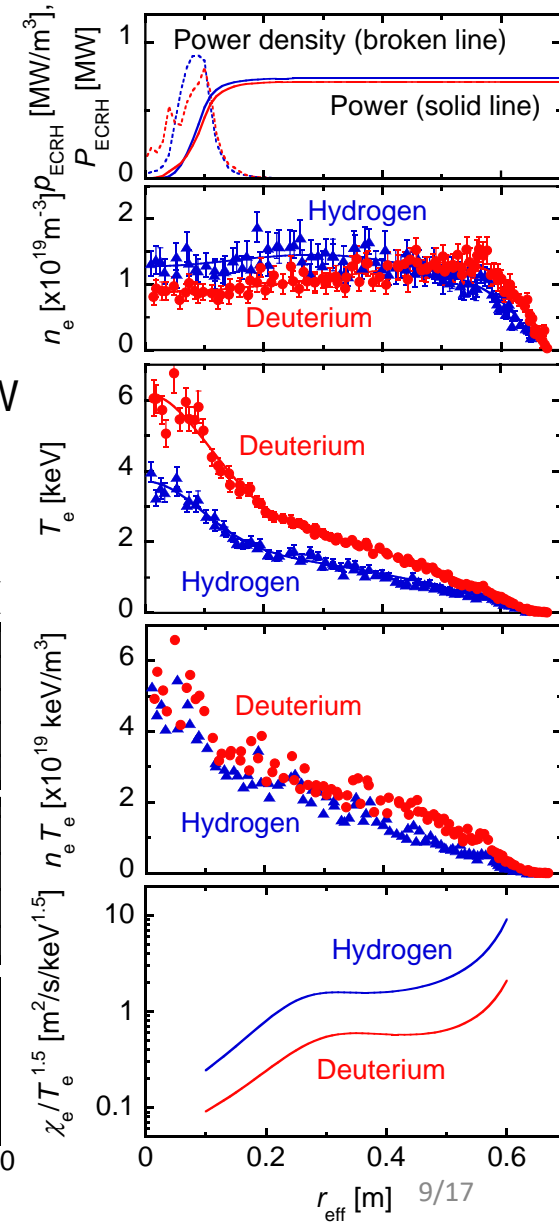 p_ECRH [MW/m^3],
P_ECRH [MW]
1
0
Power density (broken line)
Power (solid line)
n_e [x10^19 m^-3]
2
1
0
Hydrogen
Deuterium
W
T_e [keV]
6
4
2
0
Deuterium
Hydrogen
n_e T_e [x10^19 keV/m^3]
6
4
2
0
Deuterium
Hydrogen
χ_e/T_e^1.5 [m^2/s/keV^1.5]
10
1
0.1
Hydrogen
Deuterium
0
0 0.2 0.4 0.6
r_eff [m]
9/17